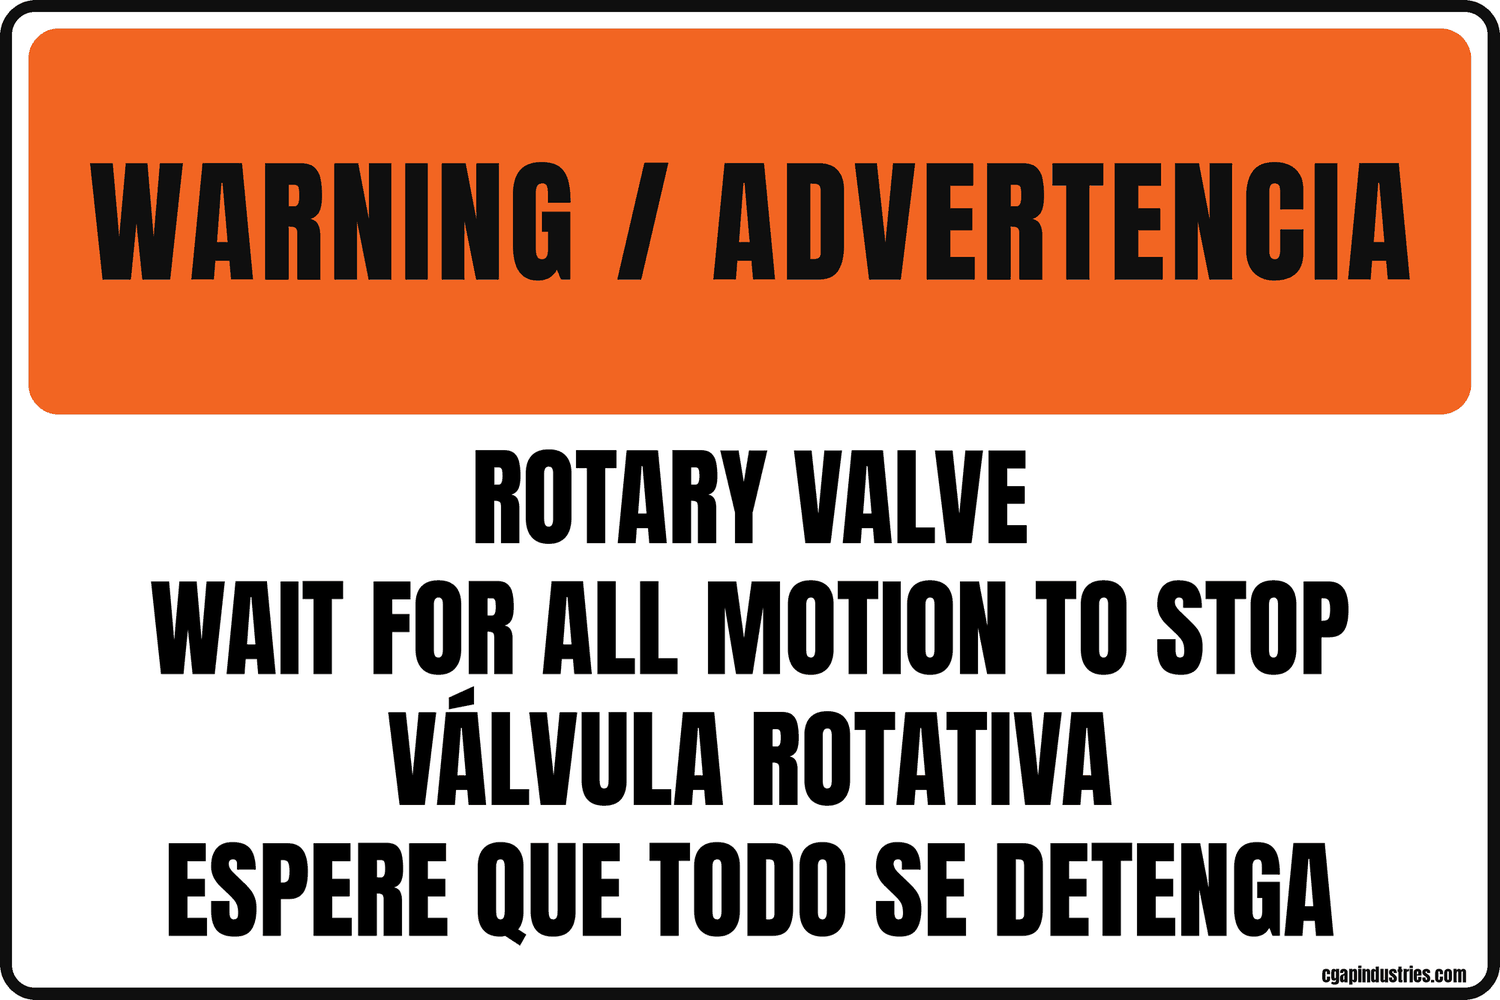 WARNING / ADVERTENCIA
ROTARY VALVE
WAIT FOR ALL MOTION TO STOP
VÁLVULA ROTATIVA
ESPERE QUE TODO SE DETENGA
cgapindustries.com